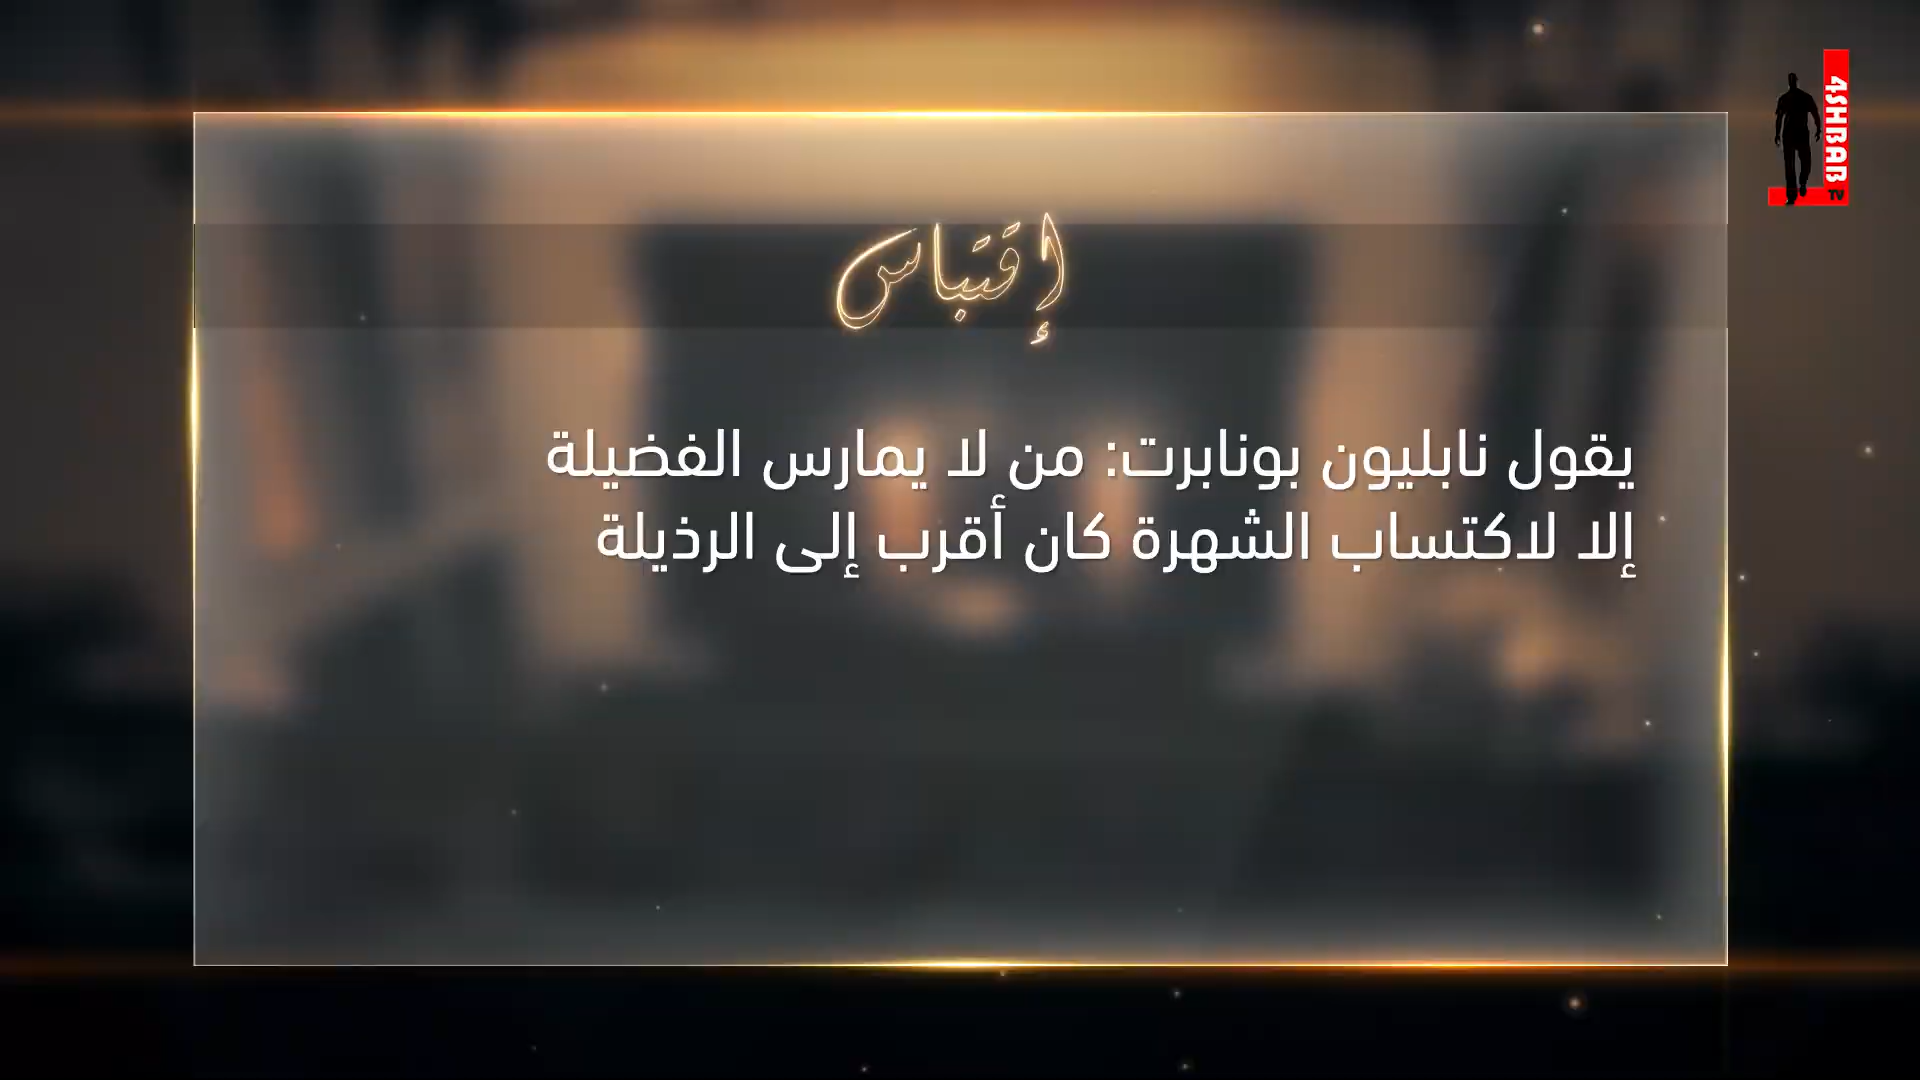 إقتباس
يقول نابليون بونابرت: من لا يمارس الفضيلة
إلا لاكتساب الشهرة كان أقرب إلى الرذيلة
4SHBAB
TV